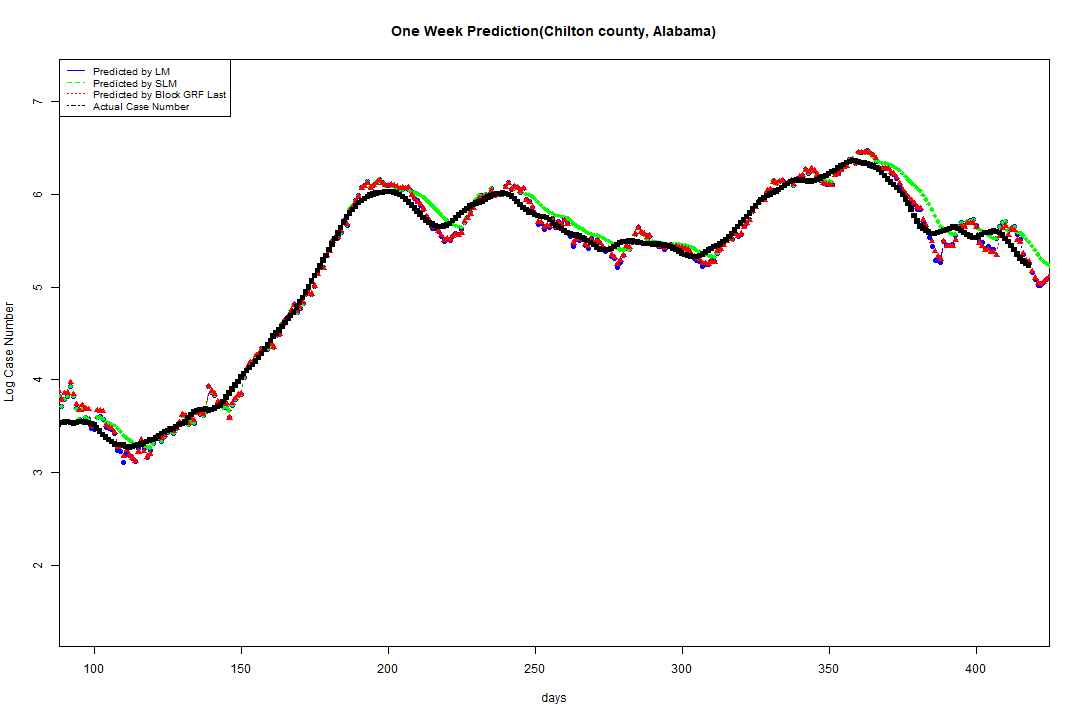 One Week Prediction(Chilton county, Alabama)
Predicted by LM
Predicted by SLM
Predicted by Block GRF Last
Actual Case Number
7
6
5
4
3
2
Log Case Number
100 150 200 250 300 350 400
days